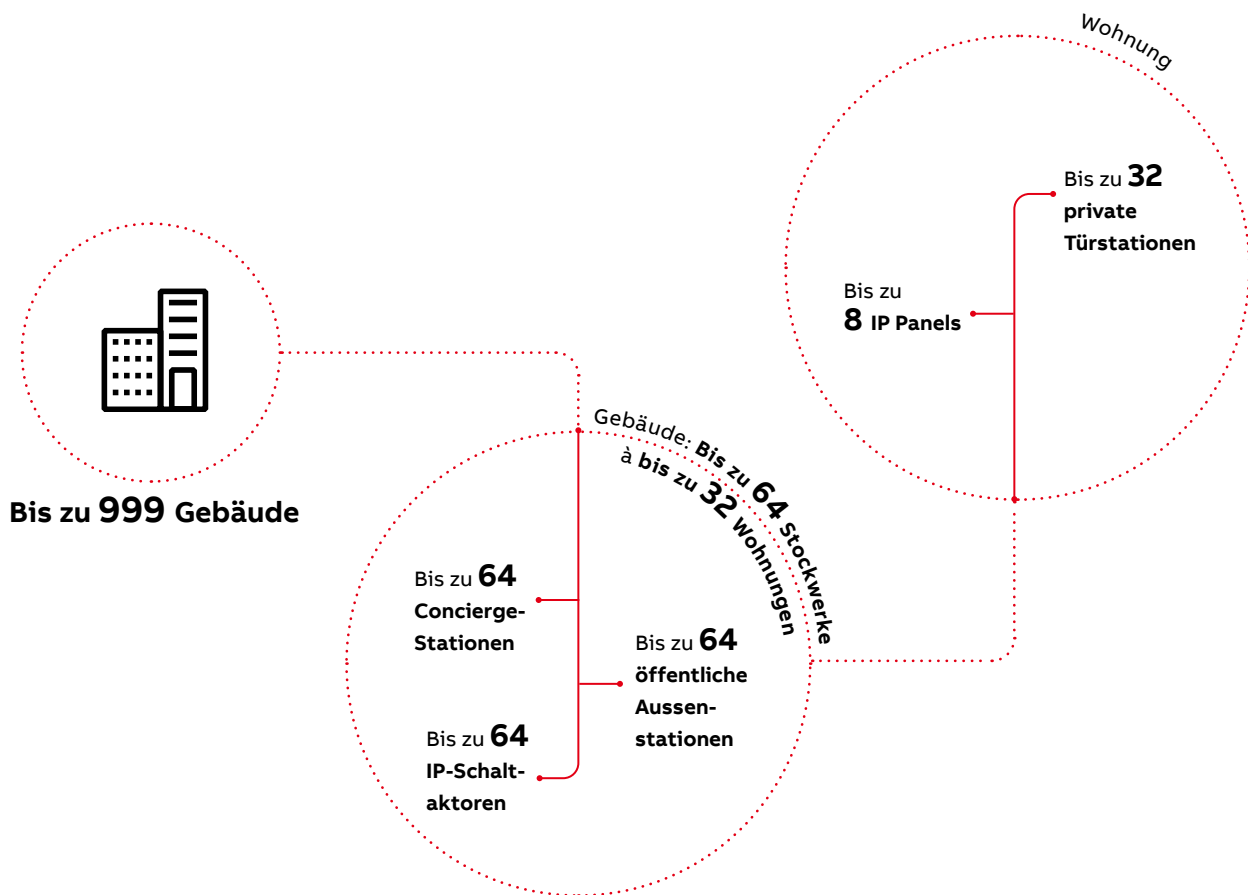 Bis zu 999 Gebäude
Gebäude: Bis zu 64 Stockwerke
à bis zu 32 Wohnungen
Bis zu 64
Concierge-
Stationen
Bis zu 64
öffentliche
Aussen-
stationen
Bis zu 64
IP-Schalt-
aktoren
Wohnung
Bis zu 32
private
Türstationen
Bis zu
8 IP Panels